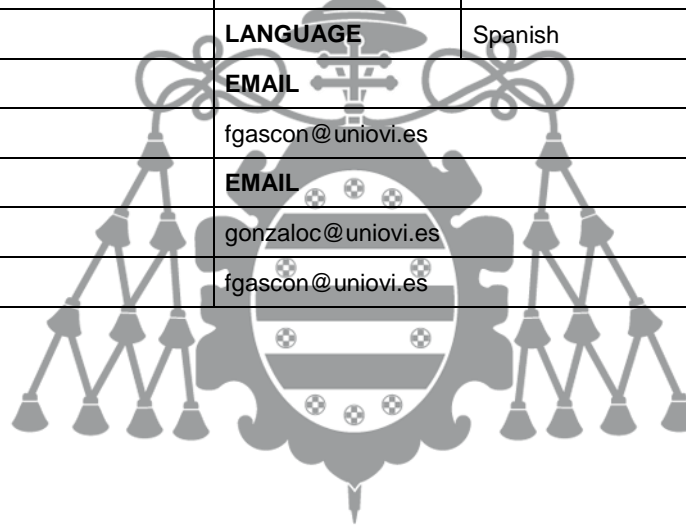 LANGUAGE Spanish
EMAIL
fgascon@uniovi.es
EMAIL
gonzaloc@uniovi.es
fgascon@uniovi.es